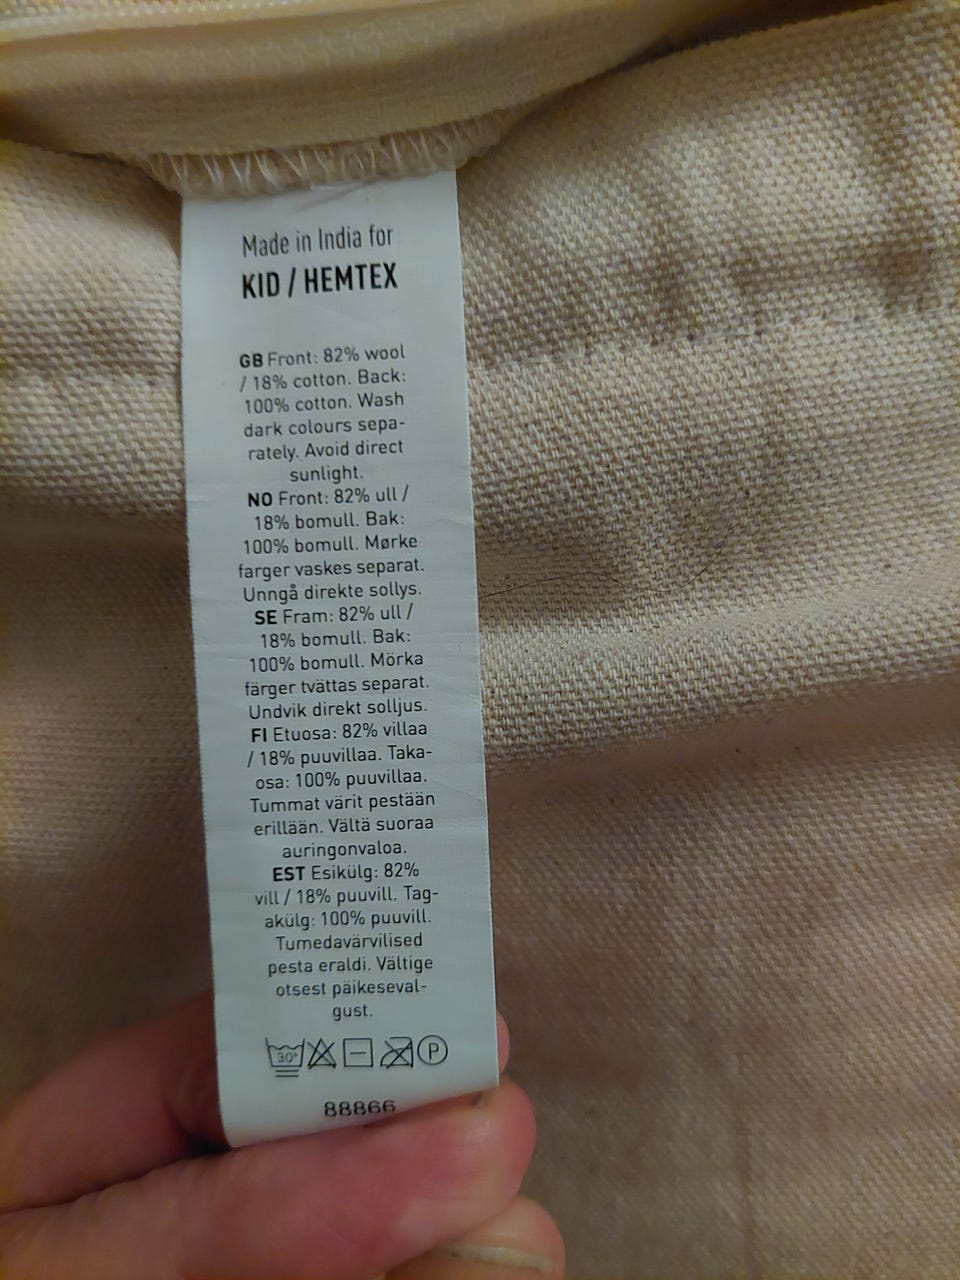 Made in India for
KID / HEMTEX
GB Front: 82% wool
/ 18% cotton. Back:
100% cotton. Wash
dark colours sepa-
rately. Avoid direct
sunlight.
NO Front: 82% ull /
18% bomull. Bak:
100% bomull. Mørke
farger vaskes separat.
Unngå direkte sollys.
SE Fram: 82% ull /
18% bomull. Bak:
100% bomull. Mörka
färger tvättas separat.
Undvik direkt solljus.
FI Etuosa: 82% villaa
/ 18% puuvillaa. Taka-
osa: 100% puuvillaa.
Tummat värit pestään
erillään. Vältä suoraa
auringonvaloa.
EST Esikülg: 82%
vill / 18% puuvill. Tag-
akülg: 100% puuvill.
Tumedavärvilised
pesta eraldi. Vältige
otsest päikeseval-
gust.
30° P
88866